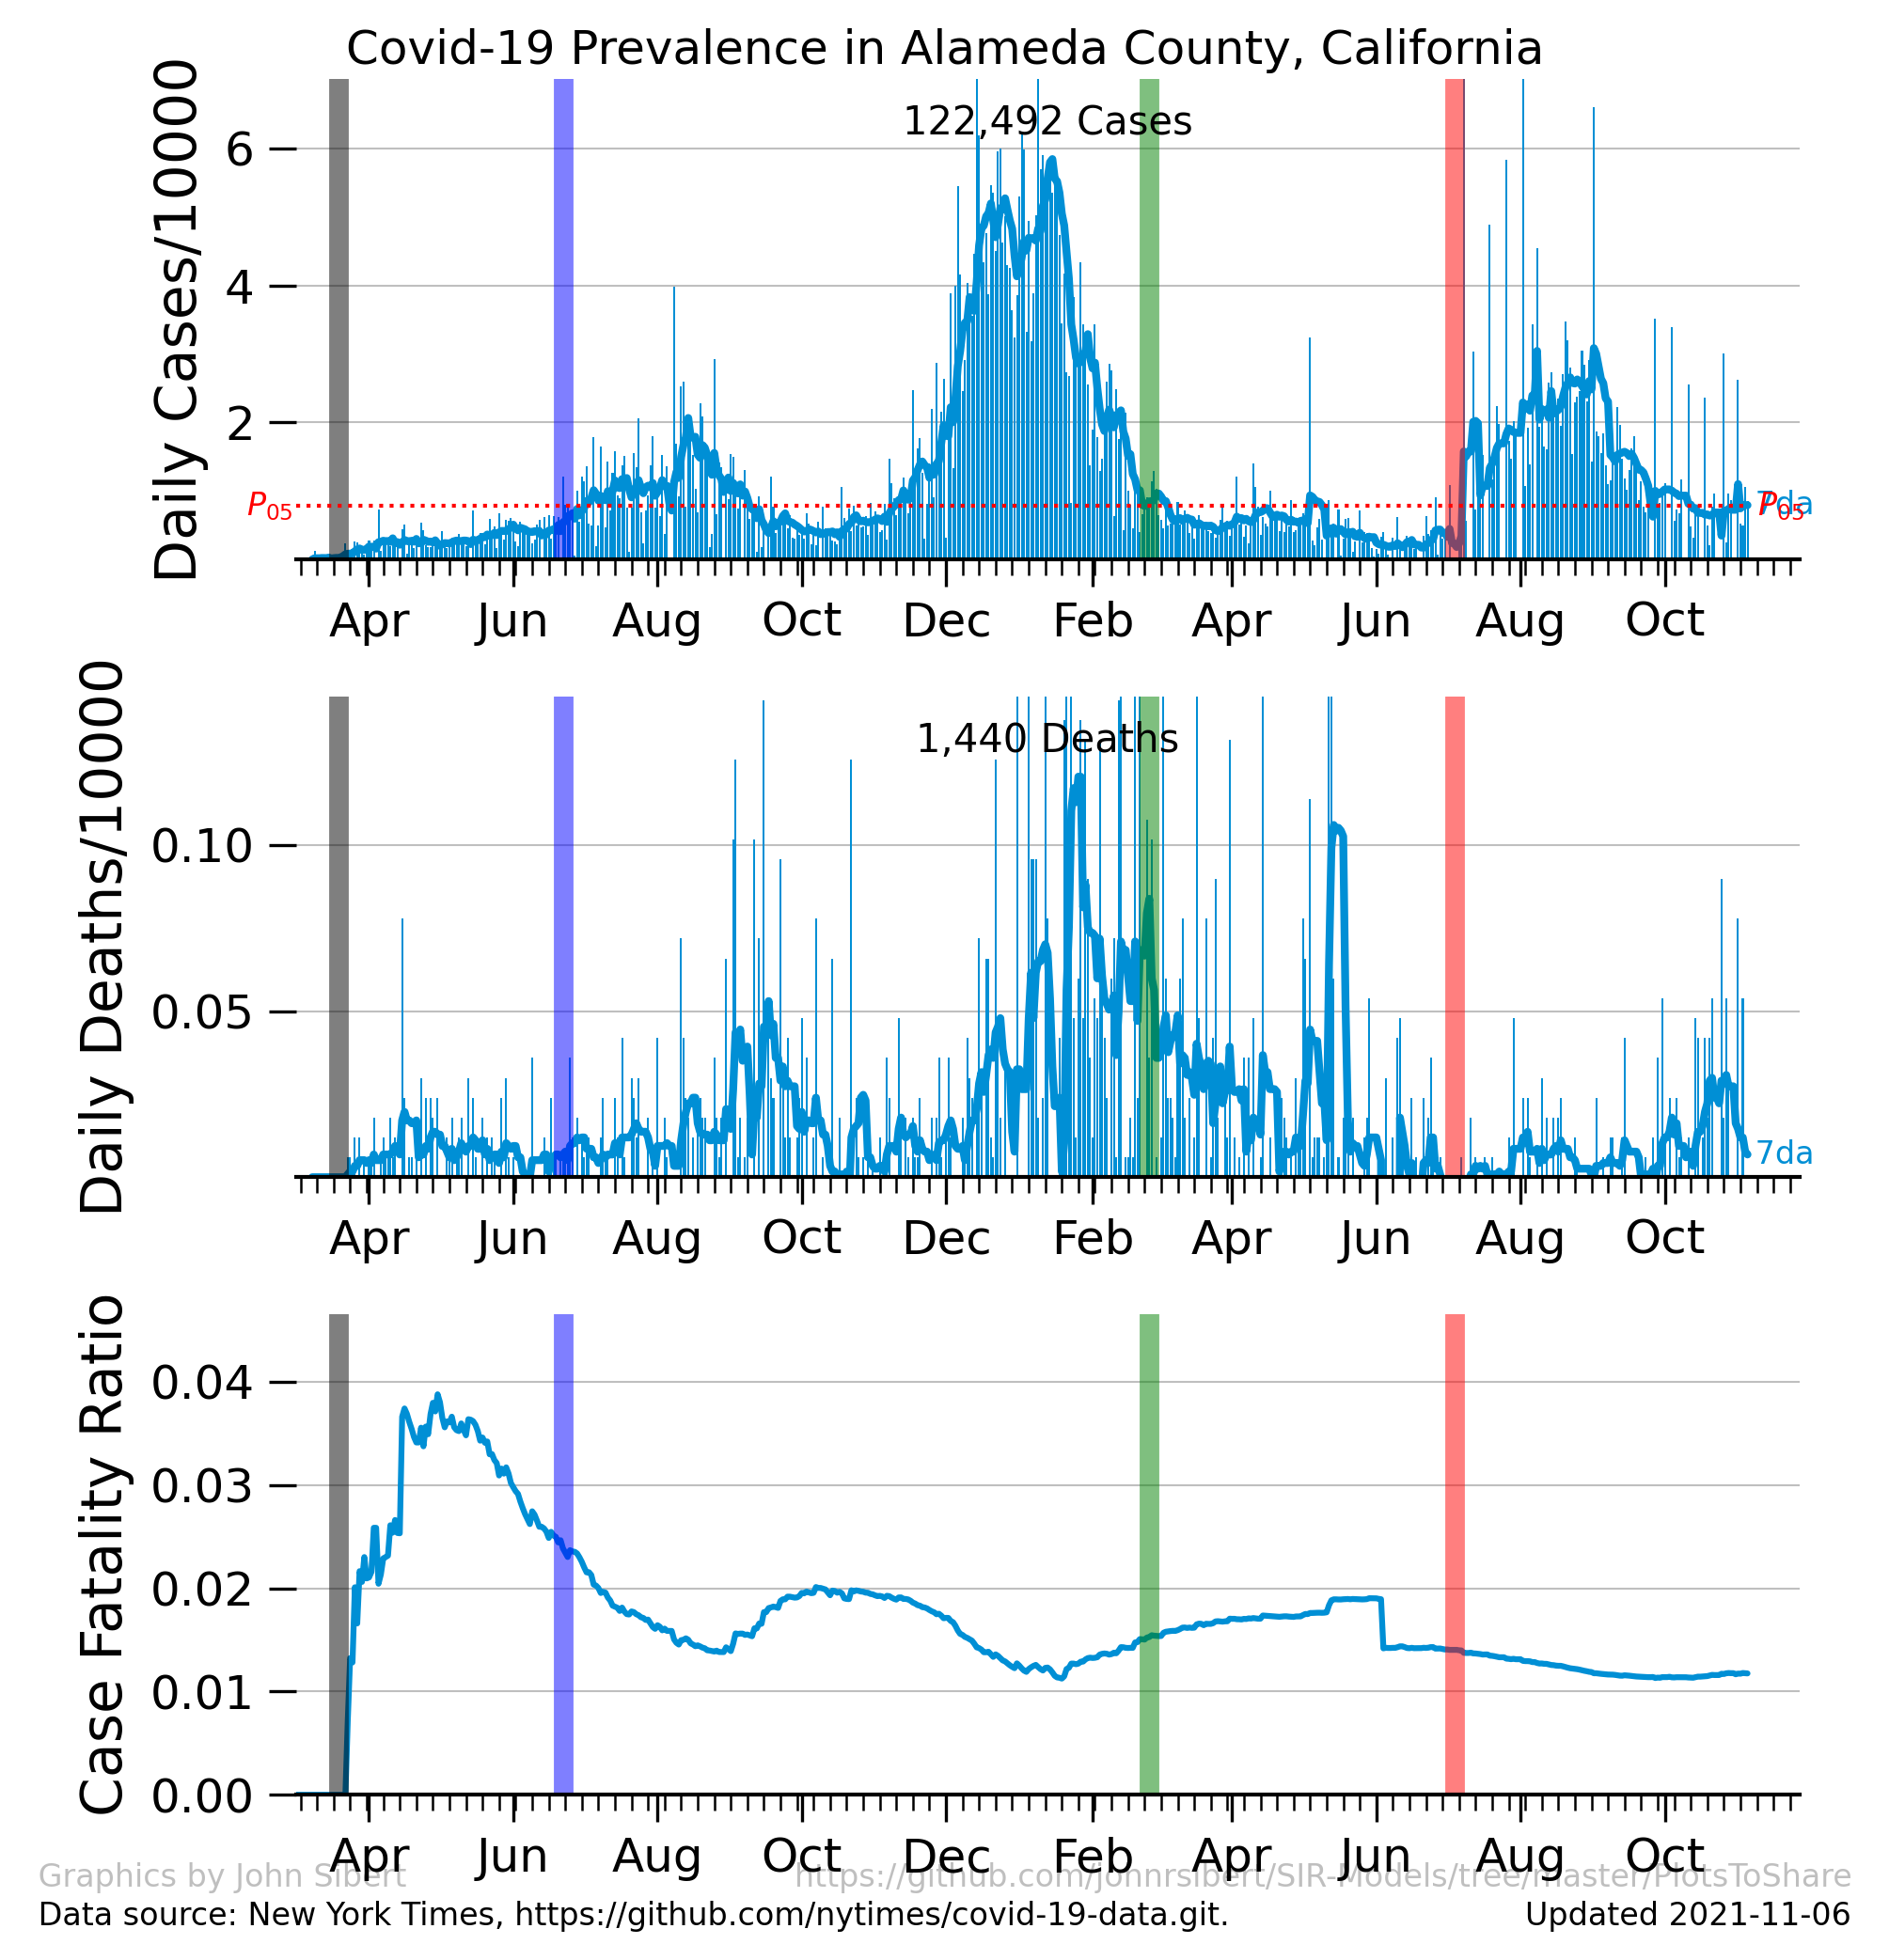 Covid-19 Prevalence in Alameda County, California
Daily Cases/10000
122,492 Cases
6
4
2
P05
7da
P05
Apr Jun Aug Oct Dec Feb Apr Jun Aug Oct
Daily Deaths/10000
1,440 Deaths
0.10
0.05
7da
Apr Jun Aug Oct Dec Feb Apr Jun Aug Oct
Case Fatality Ratio
0.04
0.03
0.02
0.01
0.00
Apr Jun Aug Oct Dec Feb Apr Jun Aug Oct
Graphics by John Sibert https://github.com/johnrsibert/SIR-Models/tree/master/PlotsToShare
Data source: New York Times, https://github.com/nytimes/covid-19-data.git. Updated 2021-11-06